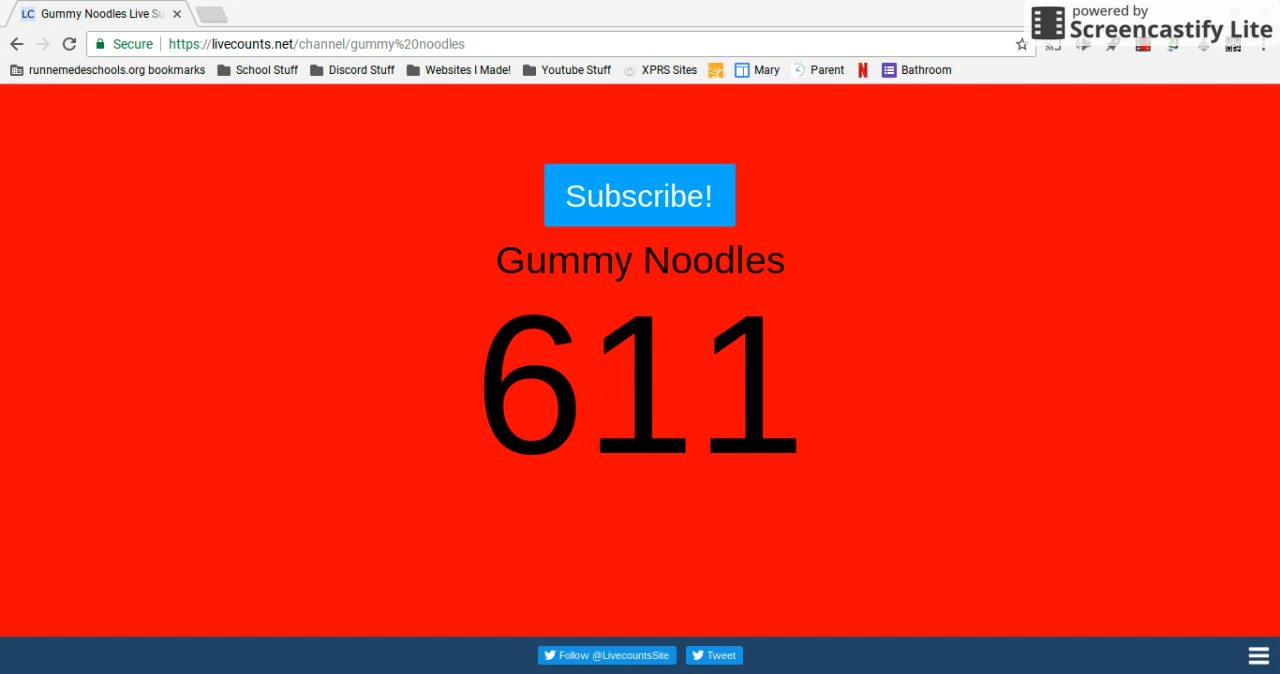 LC Gummy Noodles Live Su
powered by
Screencastify Lite
Secure https://livecounts.net/channel/gummy%20noodles
runnemedeschools.org bookmarks School Stuff Discord Stuff Websites I Made! Youtube Stuff XPRS Sites Mary Parent N Bathroom
Subscribe!
Gummy Noodles
611
Follow @LivecountsSite Tweet